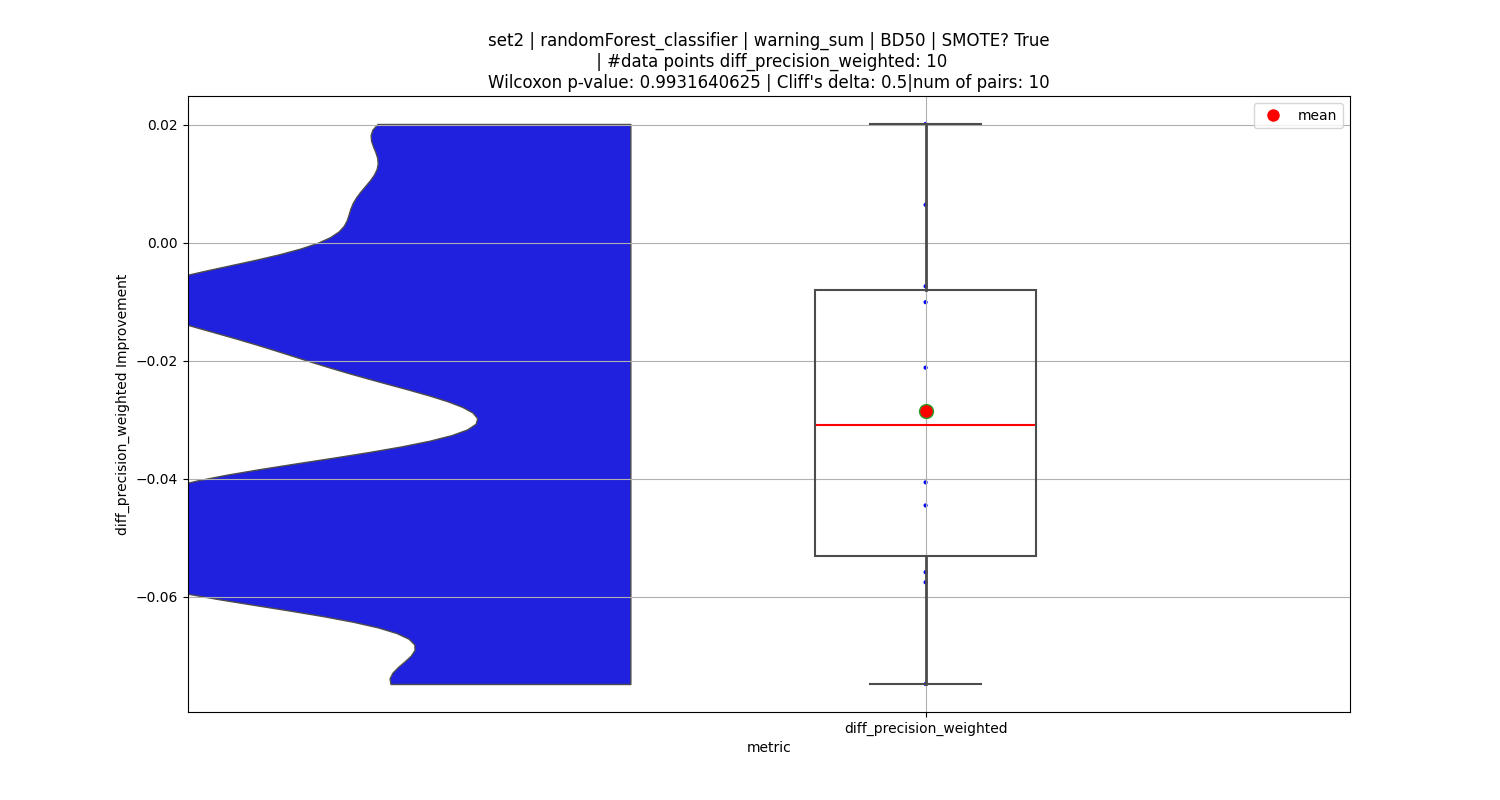 set2 | randomForest_classifier | warning_sum | BD50 | SMOTE? True
| #data points diff_precision_weighted: 10
Wilcoxon p-value: 0.9931640625 | Cliff's delta: 0.5|num of pairs: 10
mean
0.02
0.00
−0.02
−0.04
−0.06
diff_precision_weighted Improvement
diff_precision_weighted
metric